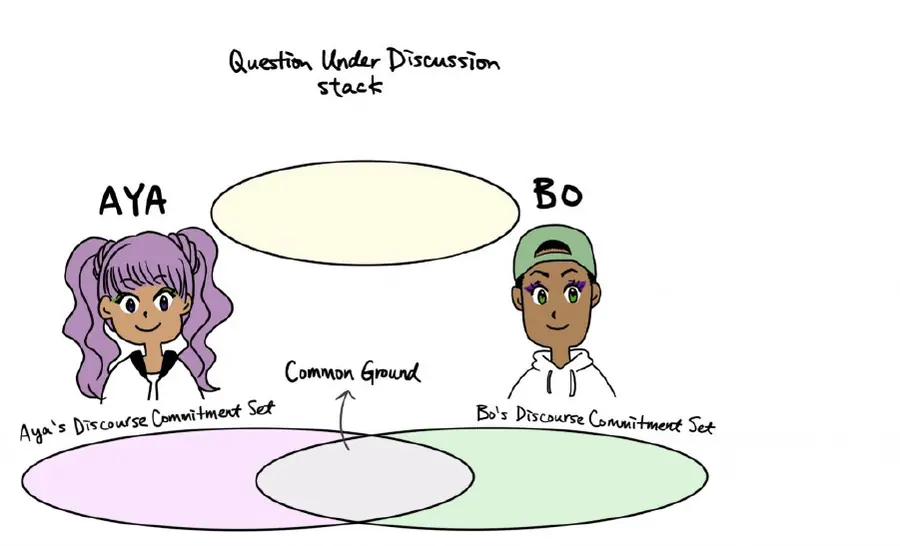 Question Under Discussion
stack
AYA
BO
Common Ground
Aya's Discourse Commitment Set
Bo's Discourse Commitment Set